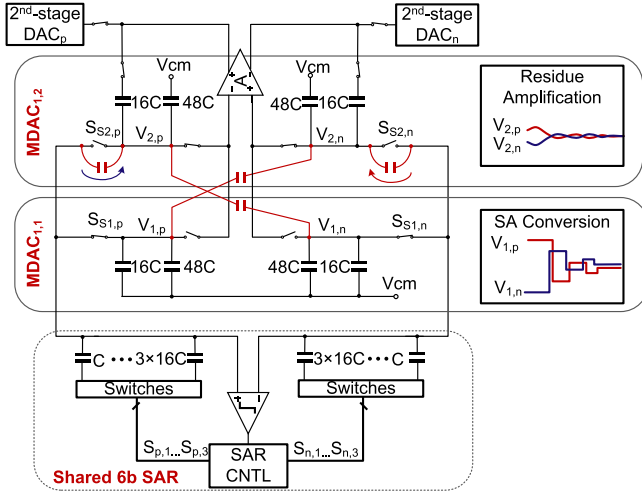 2nd-stage
DACp
2nd-stage
DACn
A
MDAC1,2
Vcm
Vcm
16C
48C
48C
16C
SS2,p
V2,p
V2,n
SS2,n
Residue
Amplification
V2,p
V2,n
MDAC1,1
SS1,p
V1,p
V1,n
SS1,n
16C
48C
48C
16C
Vcm
SA Conversion
V1,p
V1,n
C ••• 3×16C
3×16C ••• C
Switches
Switches
Sp,1...Sp,3
SAR
CNTL
Sn,1...Sn,3
Shared 6b SAR